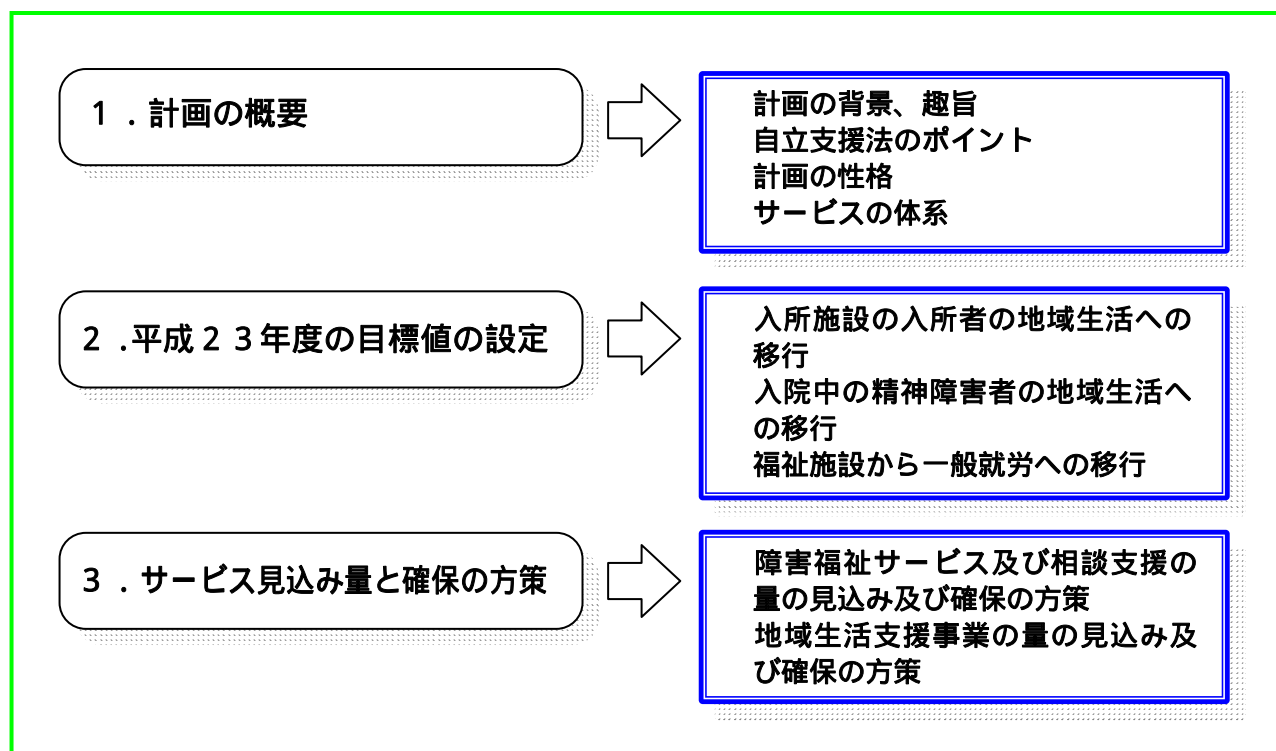 １．計画の概要
計画の背景、趣旨
自立支援法のポイント
計画の性格
サービスの体系
２．平成２３年度の目標値の設定
入所施設の入所者の地域生活への
移行
入院中の精神障害者の地域生活へ
の移行
福祉施設から一般就労への移行
３．サービス見込み量と確保の方策
障害福祉サービス及び相談支援の
量の見込み及び確保の方策
地域生活支援事業の量の見込み及
び確保の方策